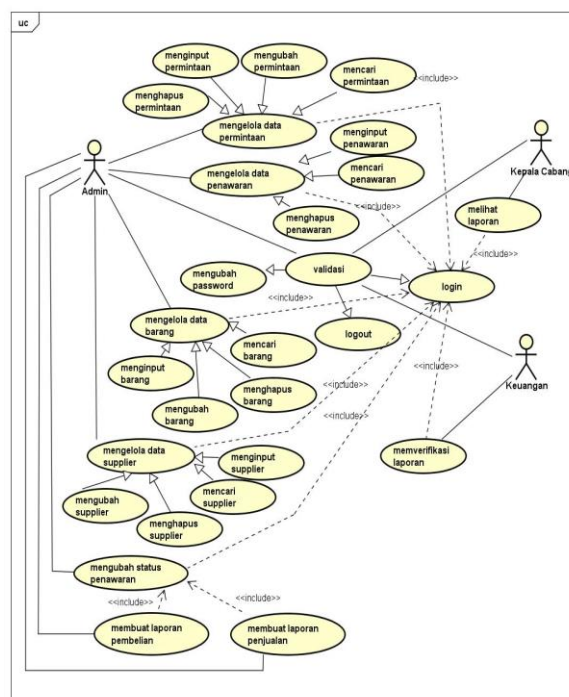 uc
menginput
permintaan
mengubah
permintaan
mencari
permintaan
<<include>>
menghapus
permintaan
mengelola data
permintaan
menginput
penawaran
mengelola data
penawaran
mencari
penawaran
Admin
Kepala Cabang
menghapus
penawaran
melihat
laporan
<<include>>
<<include>>
mengubah
password
validasi
login
<<include>>
mengelola data
barang
logout
mencari
barang
menginput
barang
Keuangan
mengubah
barang
menghapus
barang
<<include>>
<<include>>
<<include>>
mengelola data
supplier
menginput
supplier
memverifikasi
laporan
mengubah
supplier
mencari
supplier
menghapus
supplier
mengubah status
penawaran
<<include>>
<<include>>
membuat laporan
pembelian
membuat laporan
penjualan